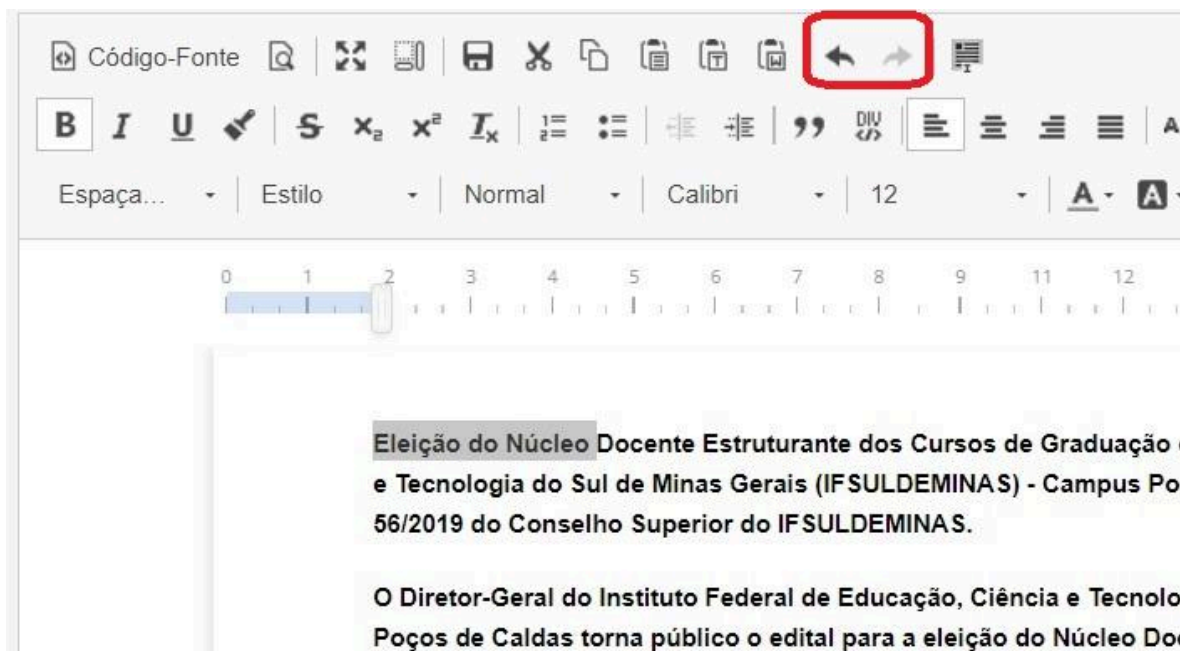 Código-Fonte
B I U S x₂ x² Iₓ DIV
Espaça... Estilo Normal Calibri 12 A A
0 1 2 3 4 5 6 7 8 9 11 12
Eleição do Núcleo Docente Estruturante dos Cursos de Graduação
e Tecnologia do Sul de Minas Gerais (IFSULDEMINAS) - Campus Po
56/2019 do Conselho Superior do IFSULDEMINAS.
O Diretor-Geral do Instituto Federal de Educação, Ciência e Tecnolo
Poços de Caldas torna público o edital para a eleição do Núcleo Do